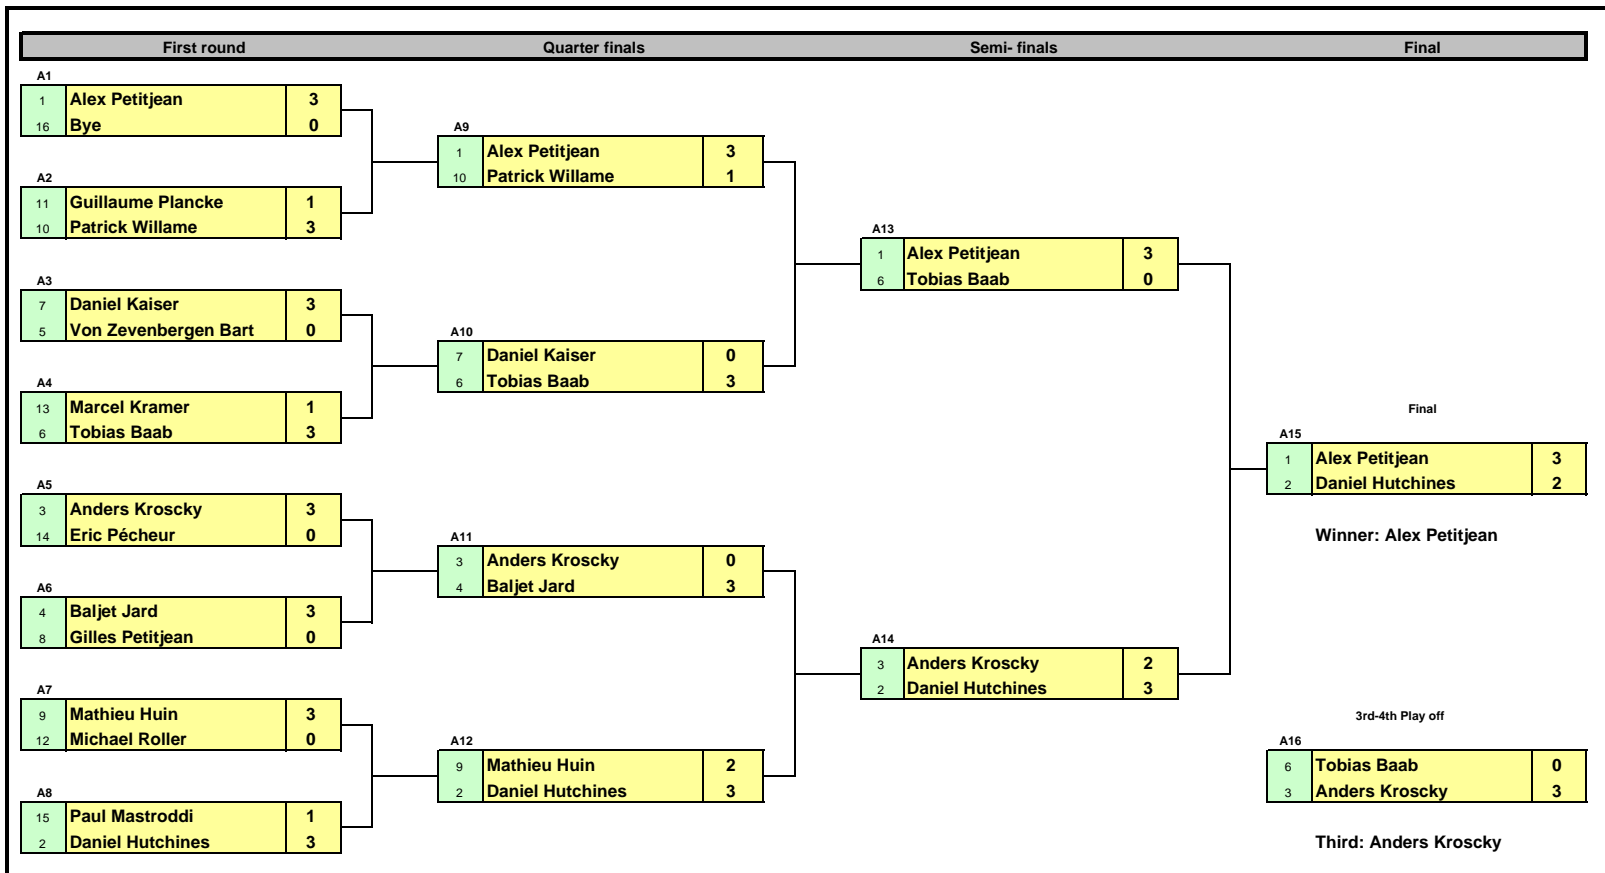 First round Quarter finals Semi- finals Final
A1
1 Alex Petitjean 3
16 Bye 0
A2
11 Guillaume Plancke 1
10 Patrick Willame 3
A3
7 Daniel Kaiser 3
5 Von Zevenbergen Bart 0
A4
13 Marcel Kramer 1
6 Tobias Baab 3
A5
3 Anders Kroscky 3
14 Eric Pécheur 0
A6
4 Baljet Jard 3
8 Gilles Petitjean 0
A7
9 Mathieu Huin 3
12 Michael Roller 0
A8
15 Paul Mastroddi 1
2 Daniel Hutchines 3
A9
1 Alex Petitjean 3
10 Patrick Willame 1
A10
7 Daniel Kaiser 0
6 Tobias Baab 3
A11
3 Anders Kroscky 0
4 Baljet Jard 3
A12
9 Mathieu Huin 2
2 Daniel Hutchines 3
A13
1 Alex Petitjean 3
6 Tobias Baab 0
A14
3 Anders Kroscky 2
2 Daniel Hutchines 3
Final
A15
1 Alex Petitjean 3
2 Daniel Hutchines 2
Winner: Alex Petitjean
3rd-4th Play off
A16
6 Tobias Baab 0
3 Anders Kroscky 3
Third: Anders Kroscky